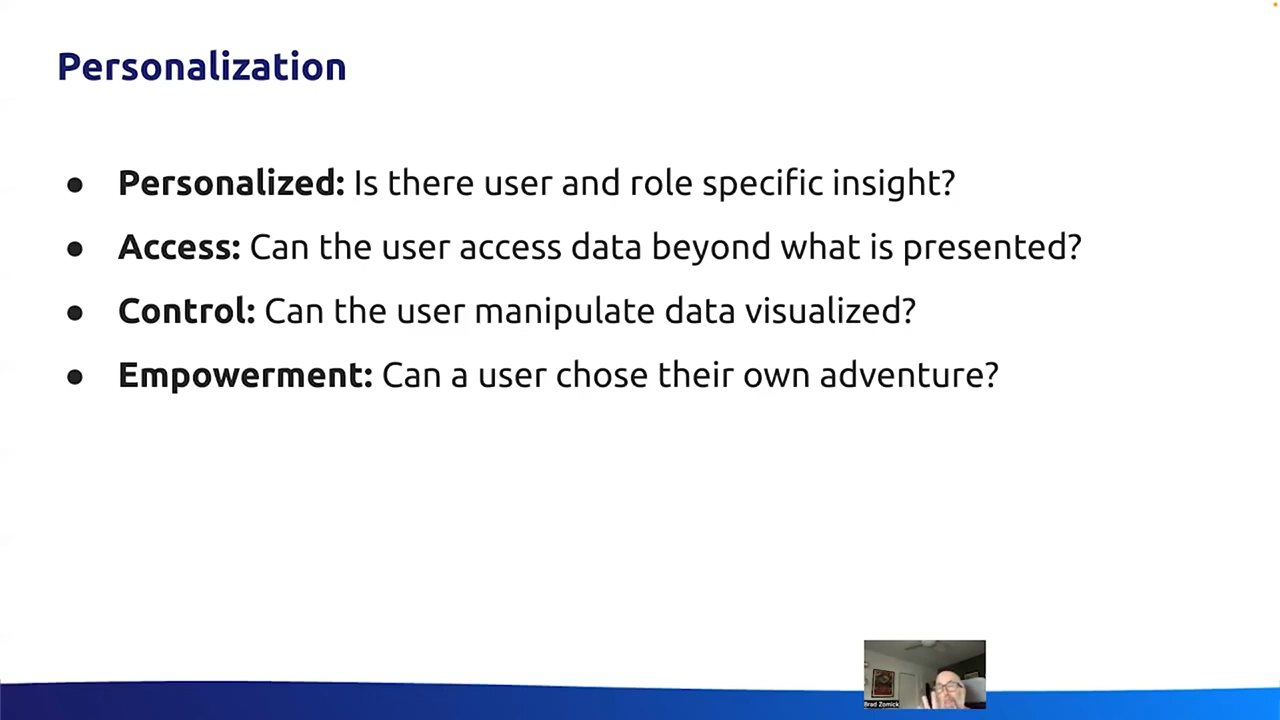 Personalization
● Personalized: Is there user and role specific insight?
● Access: Can the user access data beyond what is presented?
● Control: Can the user manipulate data visualized?
● Empowerment: Can a user chose their own adventure?
Brad Zomick